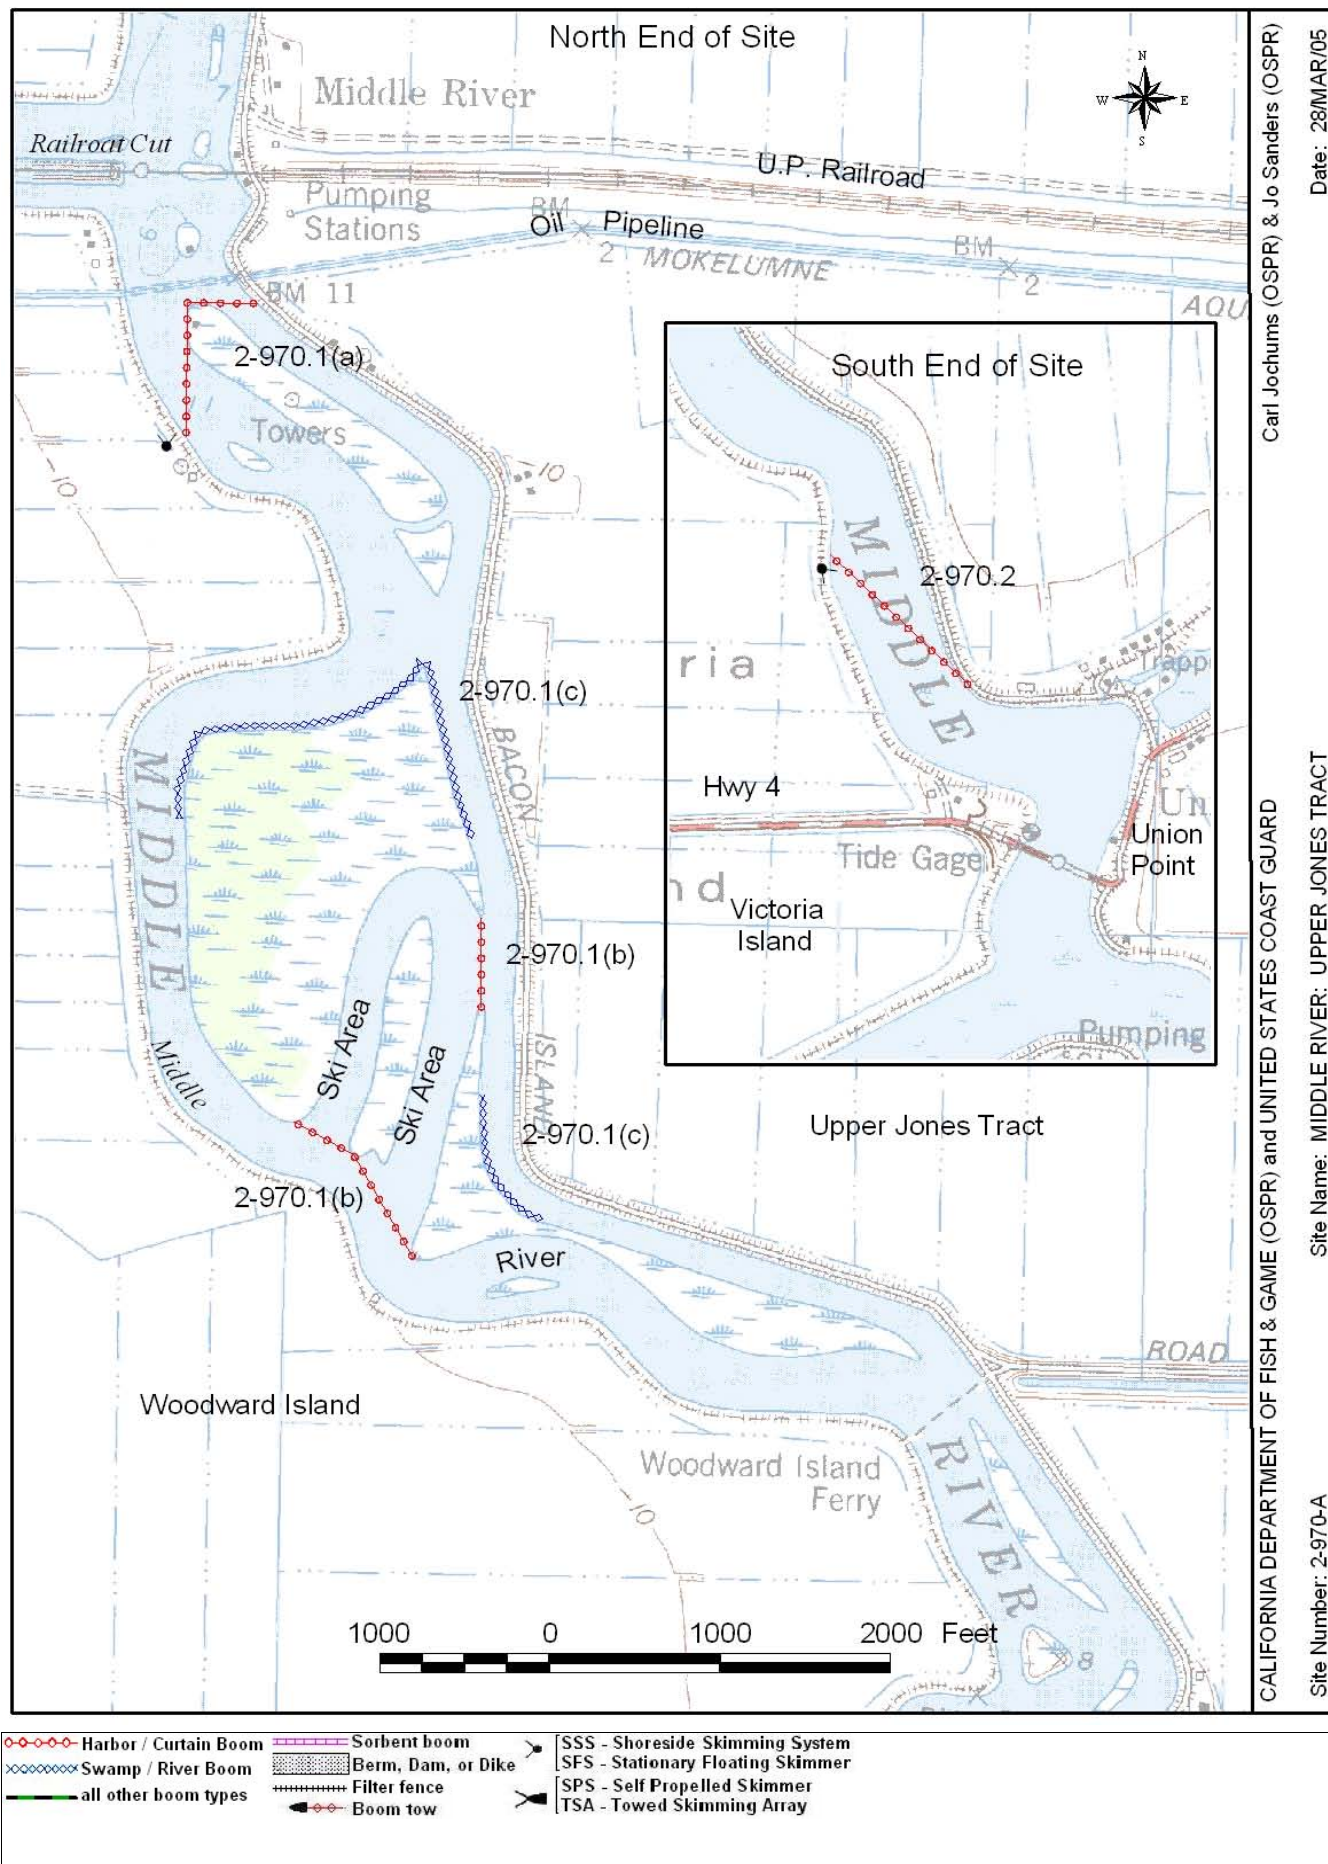 North End of Site
N
W E
S
7
Middle River
Railroad Cut
U.P. Railroad
Pumping
Stations
BM
Oil Pipeline
2
MOKELUMNE
BM
2
AQU
9
BM 11
2-970.1(a)
Towers
10
10
2-970.1(c)
BACON
ISLAND
MIDDLE
2-970.1(b)
Ski Area
Ski Area
Middle
2-970.1(c)
2-970.1(b)
River
Upper Jones Tract
ROAD
Woodward Island
Woodward Island
Ferry
RIVER
10
8
1000 0 1000 2000 Feet
South End of Site
MIDDLE
2-970.2
ria
Trapp
Hwy 4
Un
Union
Point
Tide Gage
nd
Victoria
Island
Pumping
Carl Jochums (OSPR) & Jo Sanders (OSPR)
Date: 28/MAR/05
CALIFORNIA DEPARTMENT OF FISH & GAME (OSPR) and UNITED STATES COAST GUARD
Site Name: MIDDLE RIVER: UPPER JONES TRACT
Site Number: 2-970-A
Harbor / Curtain Boom
Swamp / River Boom
all other boom types
Sorbent boom
Berm, Dam, or Dike
Filter fence
Boom tow
SSS - Shoreside Skimming System
SFS - Stationary Floating Skimmer
SPS - Self Propelled Skimmer
TSA - Towed Skimming Array